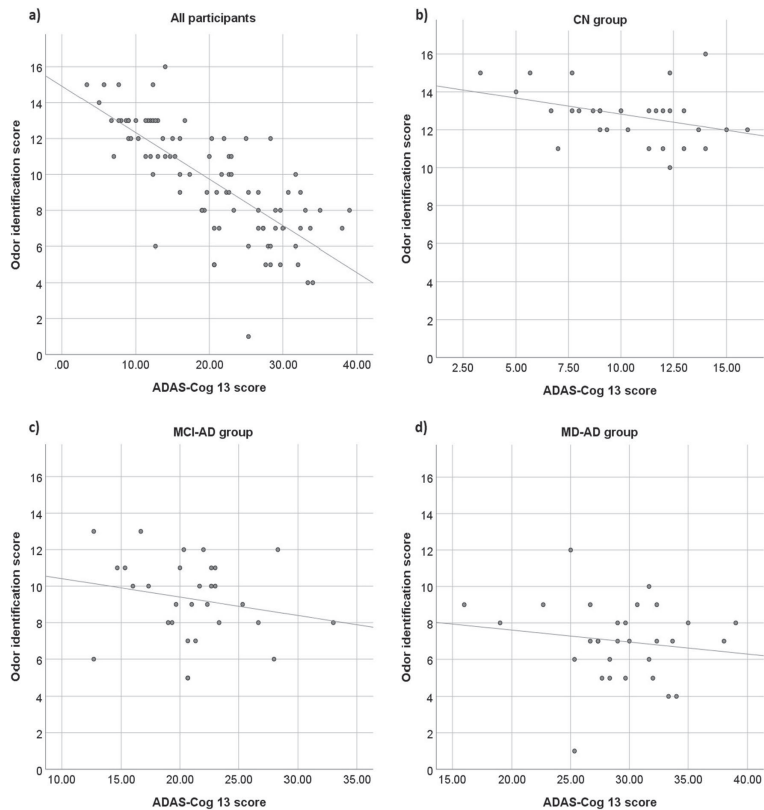 a)
All participants
Odor identification score
16
14
12
10
8
6
4
2
0
.00 10.00 20.00 30.00 40.00
ADAS-Cog 13 score
b)
CN group
Odor identification score
16
14
12
10
8
6
4
2
0
2.50 5.00 7.50 10.00 12.50 15.00
ADAS-Cog 13 score
c)
MCI-AD group
Odor identification score
16
14
12
10
8
6
4
2
0
10.00 15.00 20.00 25.00 30.00 35.00
ADAS-Cog 13 score
d)
MD-AD group
Odor identification score
16
14
12
10
8
6
4
2
0
15.00 20.00 25.00 30.00 35.00 40.00
ADAS-Cog 13 score